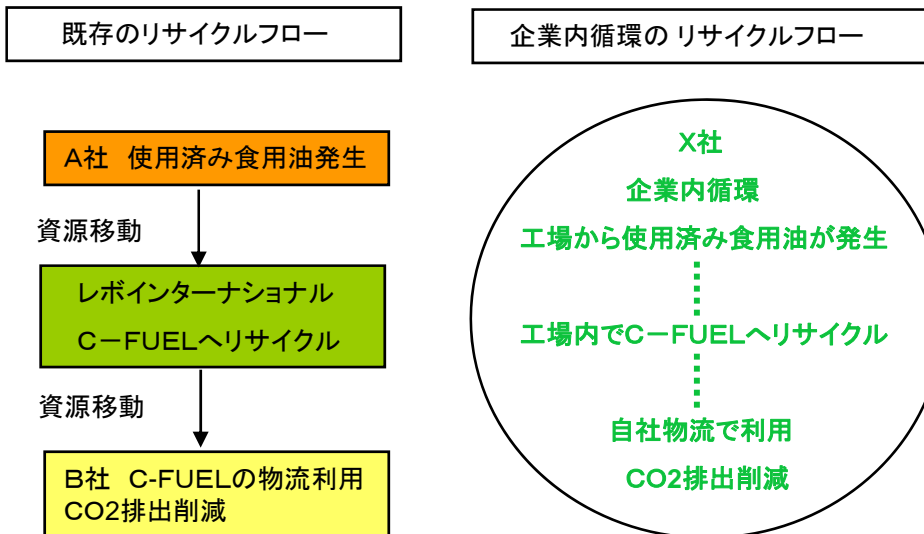 既存のリサイクルフロー
A社 使用済み食用油発生
資源移動
レボインターナショナル
C－FUELへリサイクル
資源移動
B社 C-FUELの物流利用
CO2排出削減
企業内循環の リサイクルフロー
X社
企業内循環
工場から使用済み食用油が発生
工場内でC－FUELへリサイクル
自社物流で利用
CO2排出削減